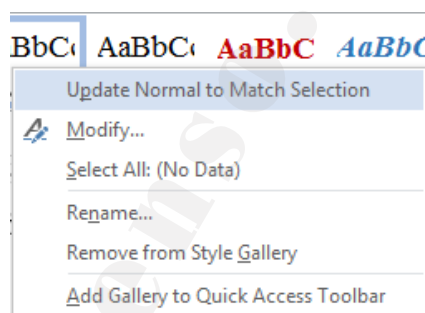 BbC AaBbC AaBbC AaBbC
Update Normal to Match Selection
Modify...
Select All: (No Data)
Rename...
Remove from Style Gallery
Add Gallery to Quick Access Toolbar